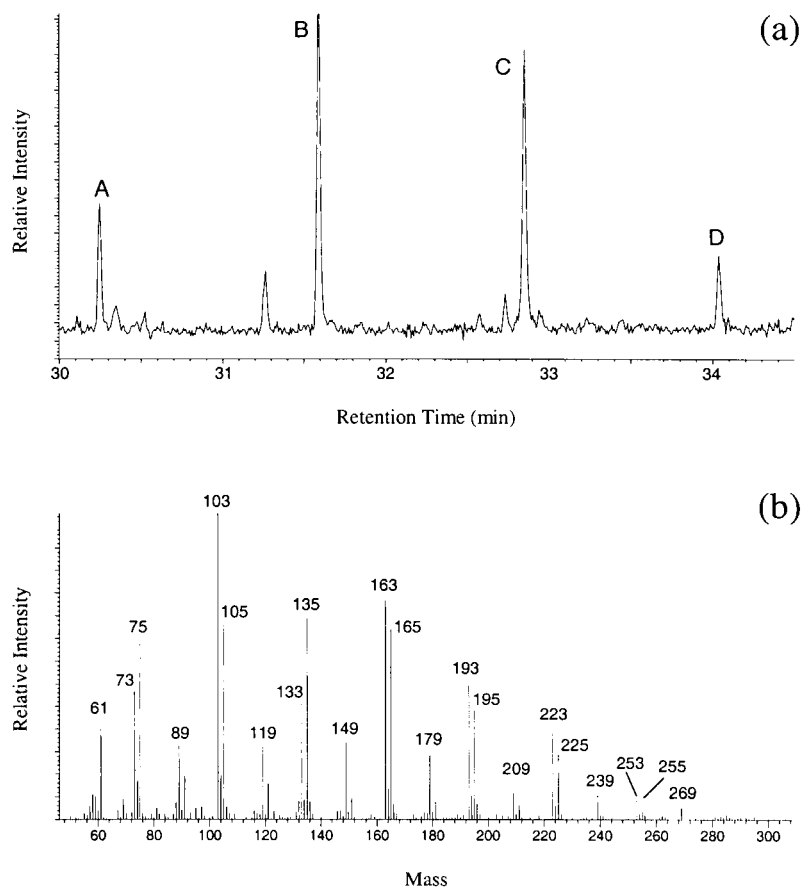 (a)
B
C
A
D
Relative Intensity
30 31 32 33 34
Retention Time (min)
(b)
103
163
135
105
165
75
193
73
133
195
61
223
89
119
149
179
225
253 255
209
239
269
Relative Intensity
60 80 100 120 140 160 180 200 220 240 260 280 300
Mass